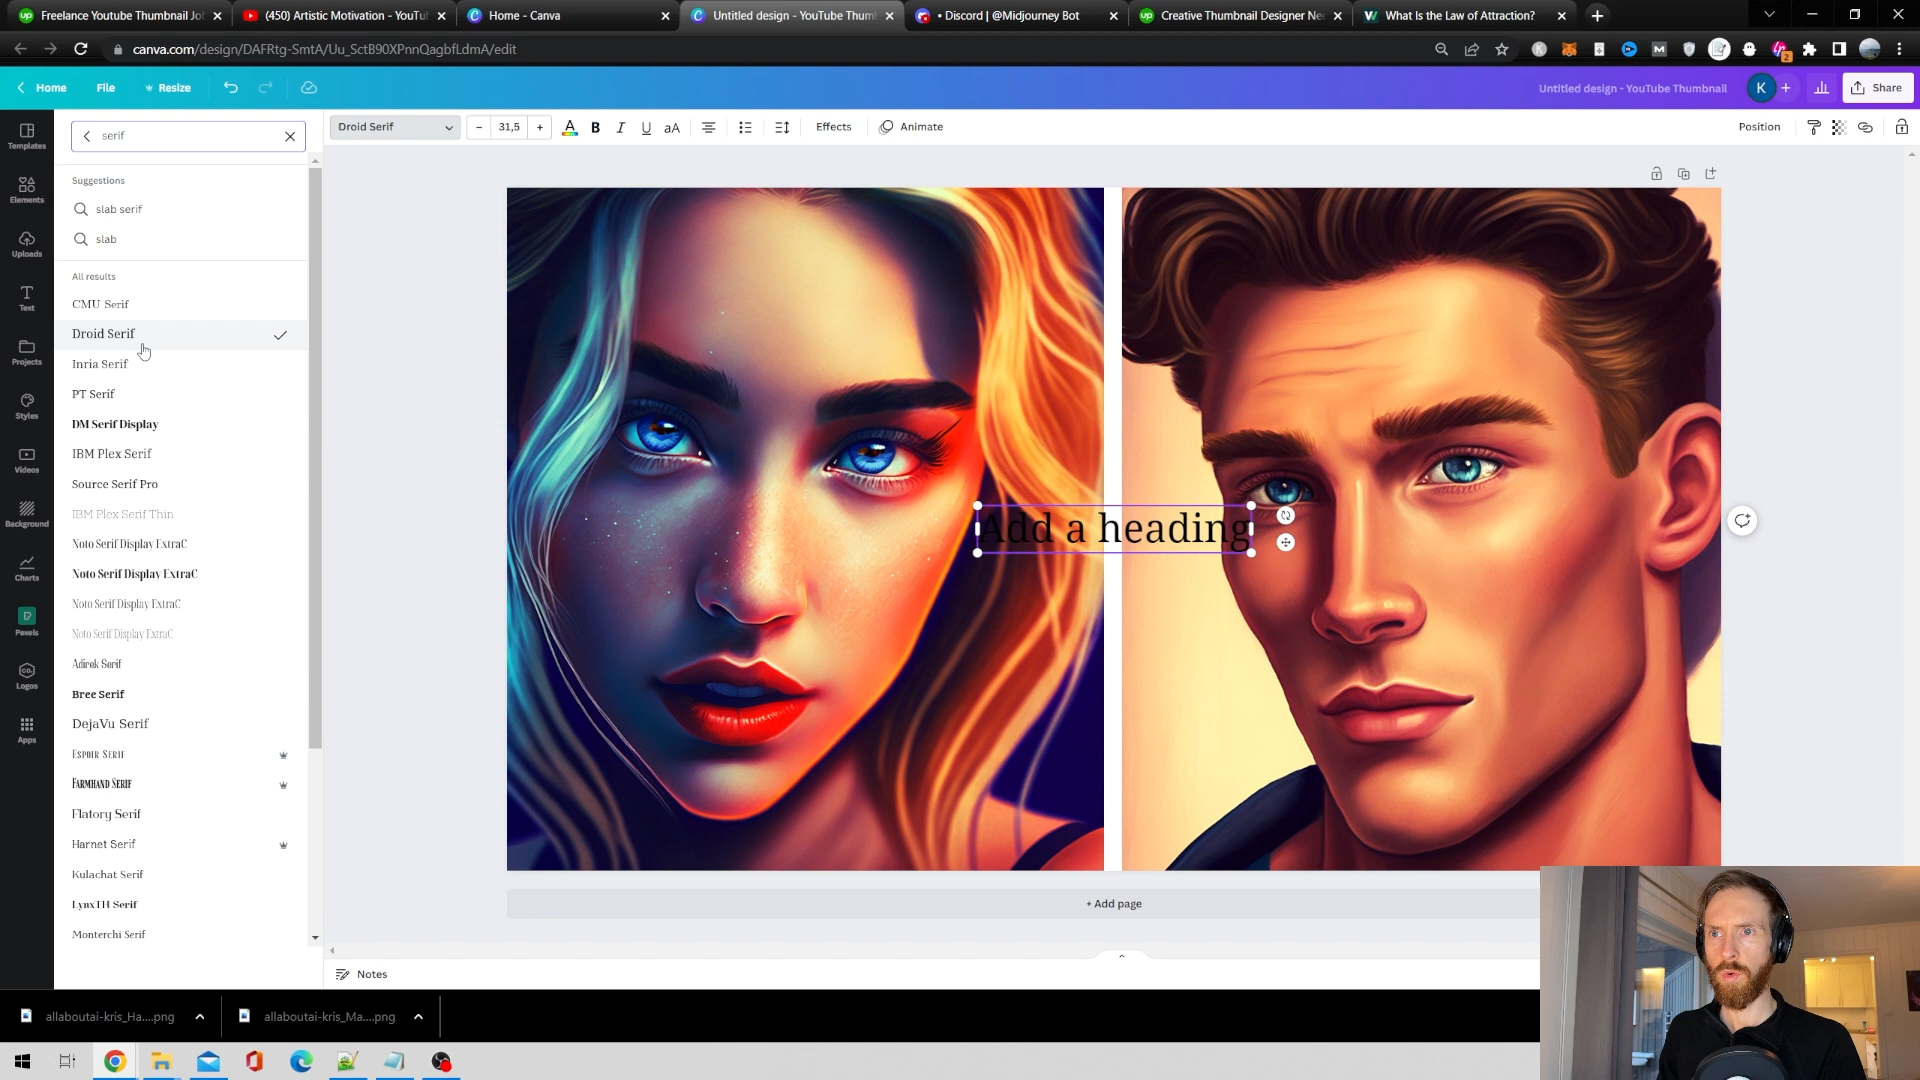 Freelance Youtube Thumbnail Jo
(450) Artistic Motivation - YouTu
Home - Canva
Untitled design - YouTube Thum
• Discord | @Midjourney Bot
Creative Thumbnail Designer Ne
What Is the Law of Attraction?
canva.com/design/DAFRtg-SmtA/Uu_SctB90XPnnQagbfLdmA/edit
Home
File
Resize
Untitled design - YouTube Thumbnail
K
Share
serif
Droid Serif
31,5
B
I
U
aA
Effects
Animate
Position
Templates
Elements
Uploads
Text
Projects
Styles
Videos
Background
Charts
Pexels
Logos
Apps
Suggestions
slab serif
slab
All results
CMU Serif
Droid Serif
Inria Serif
PT Serif
DM Serif Display
IBM Plex Serif
Source Serif Pro
IBM Plex Serif Thin
Noto Serif Display ExtraC
Noto Serif Display ExtraC
Noto Serif Display ExtraC
Noto Serif Display ExtraC
Adirek Serif
Bree Serif
DejaVu Serif
Espoir Serif
Farmhand Serif
Flatory Serif
Harnet Serif
Kulachat Serif
LynxTH Serif
Monterchi Serif
Add a heading
+ Add page
Notes
allaboutai-kris_Ha....png
allaboutai-kris_Ma....png